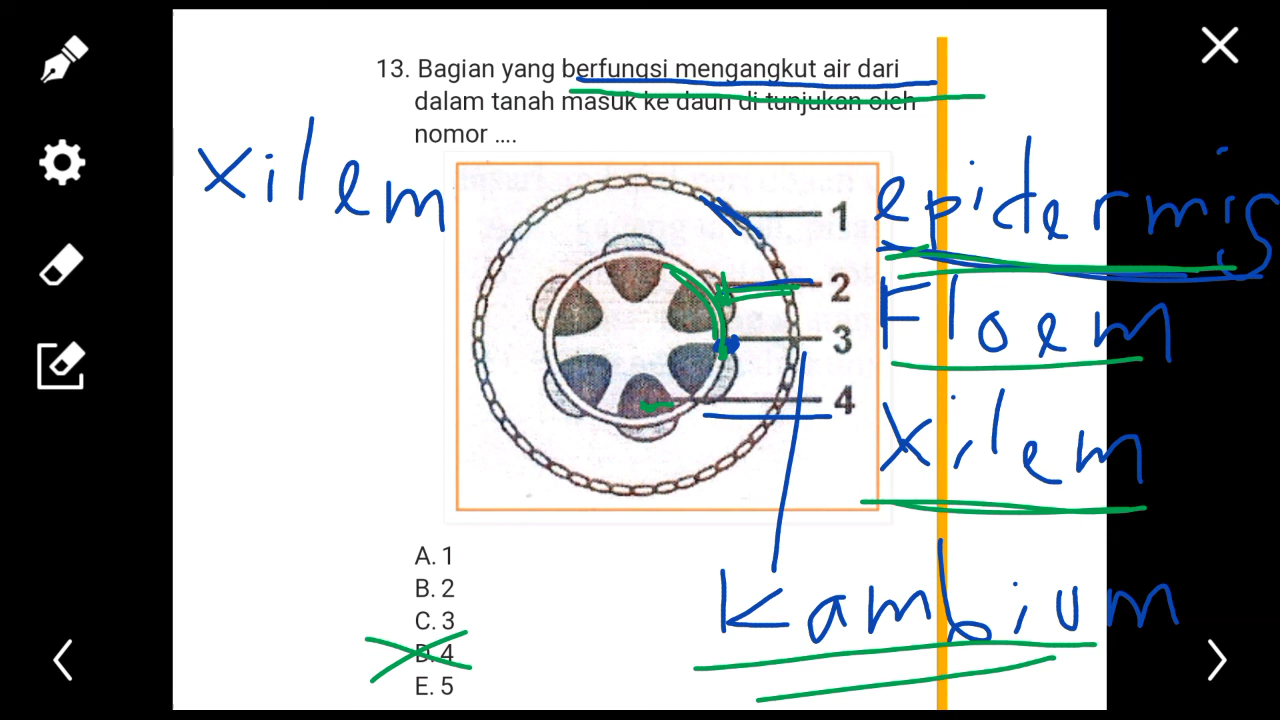 13. Bagian yang berfungsi mengangkut air dari
dalam tanah masuk ke daun di tunjukan oleh
nomor ....
Xilem
1
epidermis
2
Floem
3
4
Xilem
Kambium
A. 1
B. 2
C. 3
D. 4
E. 5